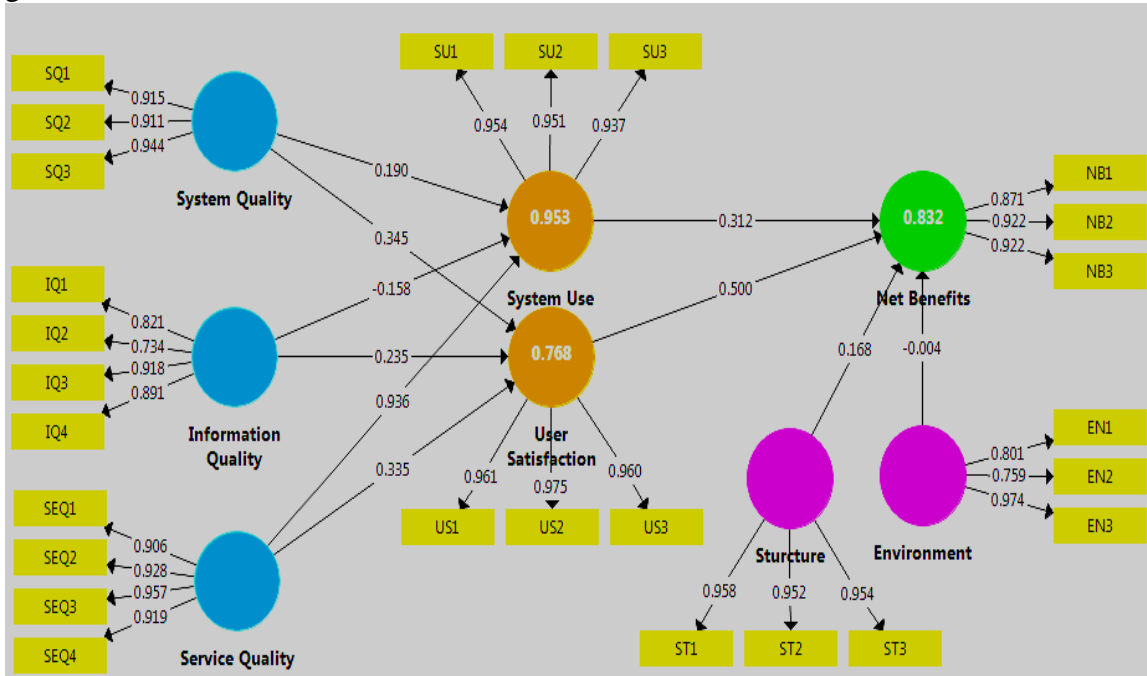 SU1
SU2
SU3
SQ1
SQ2
SQ3
0.915
0.911
0.944
System Quality
0.954
0.951
0.937
0.190
0.345
0.953
System Use
0.312
0.832
Net Benefits
0.871
0.922
0.922
NB1
NB2
NB3
IQ1
IQ2
IQ3
IQ4
0.821
0.734
0.918
0.891
Information
Quality
-0.158
0.235
0.936
0.335
0.768
User
Satisfaction
0.500
0.168
-0.004
0.961
0.975
0.960
US1
US2
US3
SEQ1
SEQ2
SEQ3
SEQ4
0.906
0.928
0.957
0.919
Service Quality
Sturcture
0.958
0.952
0.954
ST1
ST2
ST3
Environment
0.801
0.759
0.974
EN1
EN2
EN3